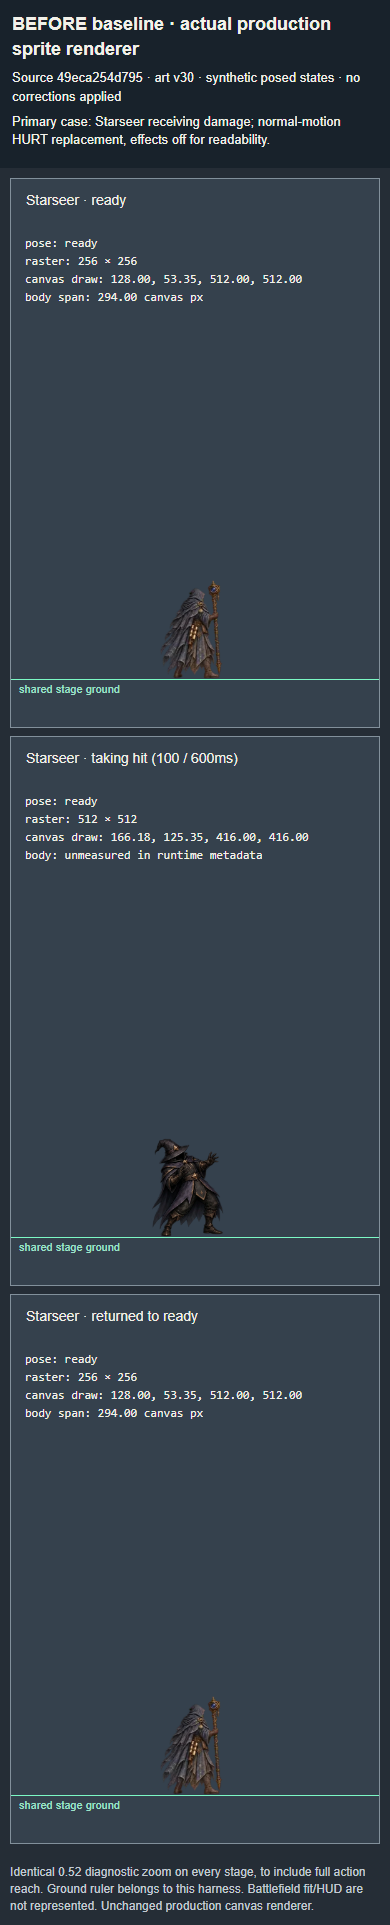 BEFORE baseline · actual production
sprite renderer
Source 49eca254d795 · art v30 · synthetic posed states · no
corrections applied
Primary case: Starseer receiving damage; normal-motion
HURT replacement, effects off for readability.
Starseer · ready
pose: ready
raster: 256 × 256
canvas draw: 128.00, 53.35, 512.00, 512.00
body span: 294.00 canvas px
shared stage ground
Starseer · taking hit (100 / 600ms)
pose: ready
raster: 512 × 512
canvas draw: 166.18, 125.35, 416.00, 416.00
body: unmeasured in runtime metadata
shared stage ground
Starseer · returned to ready
pose: ready
raster: 256 × 256
canvas draw: 128.00, 53.35, 512.00, 512.00
body span: 294.00 canvas px
shared stage ground
Identical 0.52 diagnostic zoom on every stage, to include full action
reach. Ground ruler belongs to this harness. Battlefield fit/HUD are
not represented. Unchanged production canvas renderer.